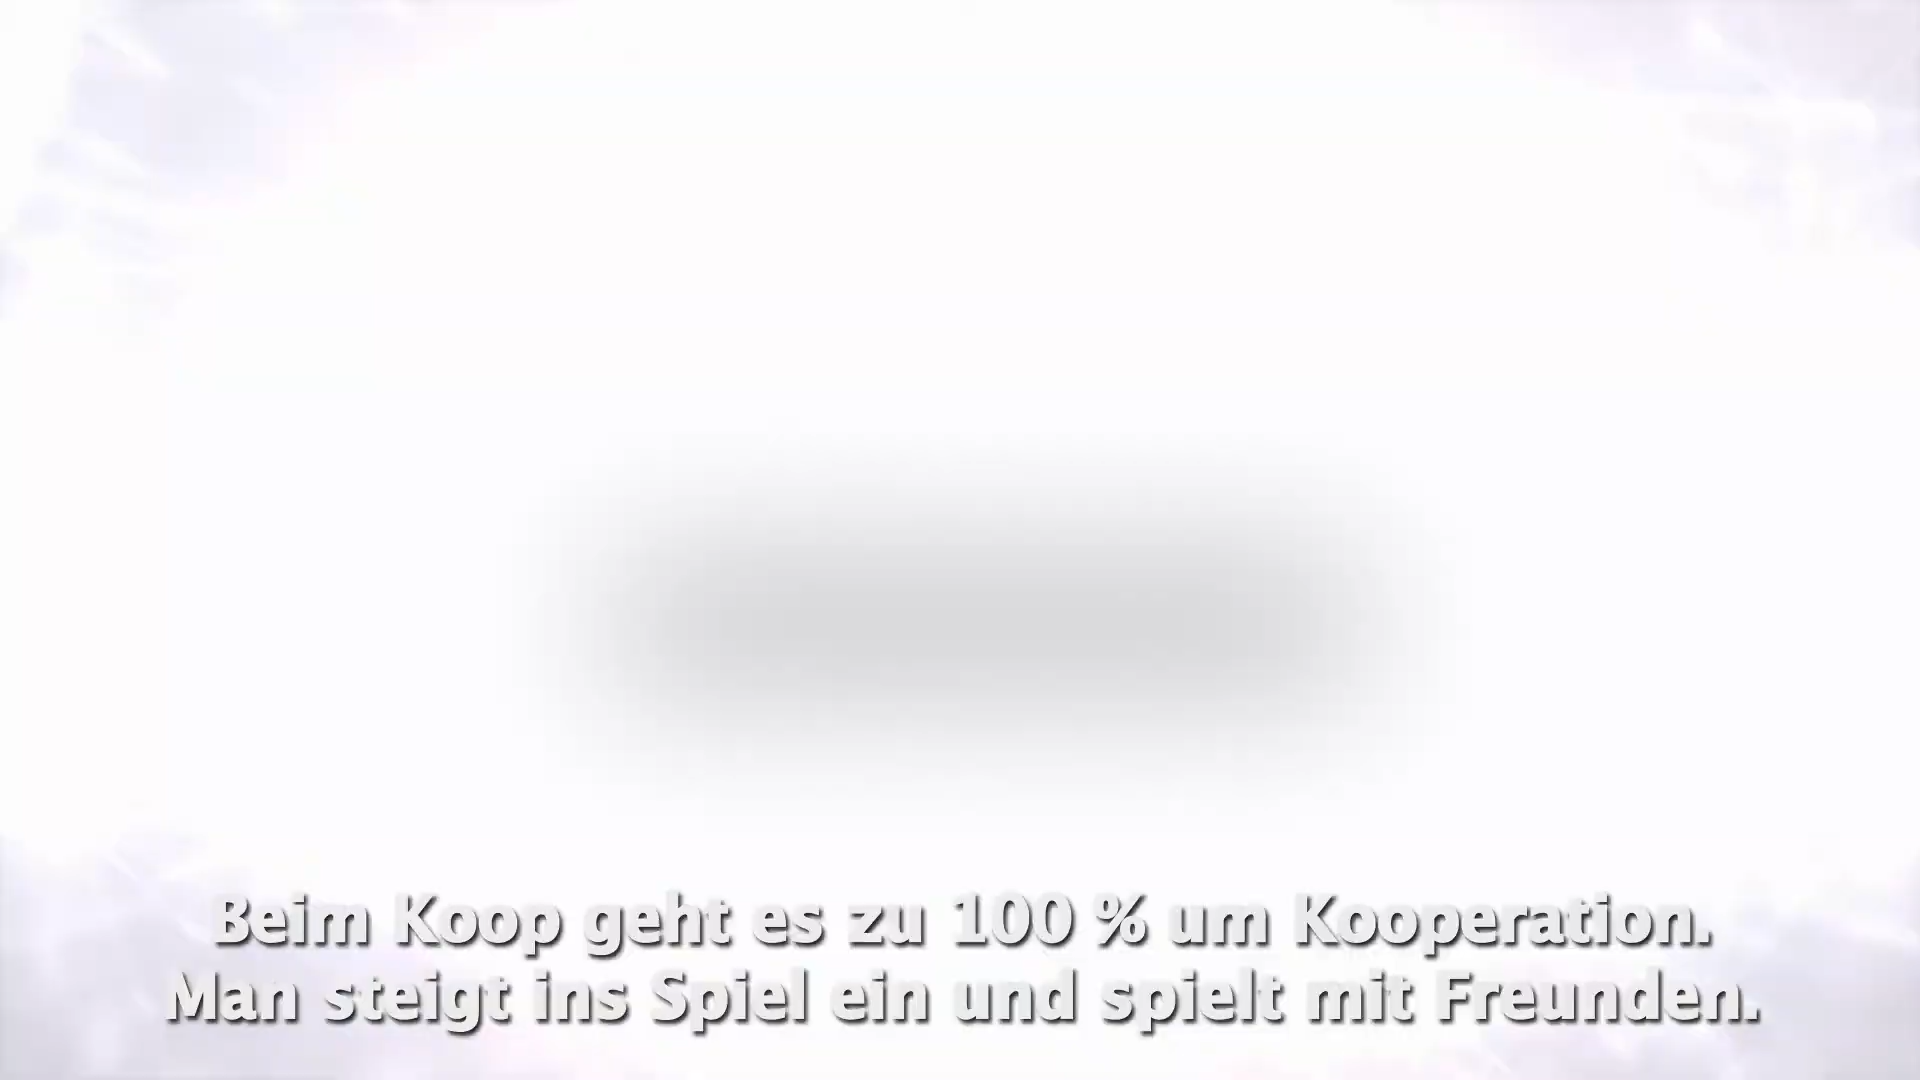 Beim Koop geht es zu 100 % um Kooperation.
Man steigt ins Spiel ein und spielt mit Freunden.